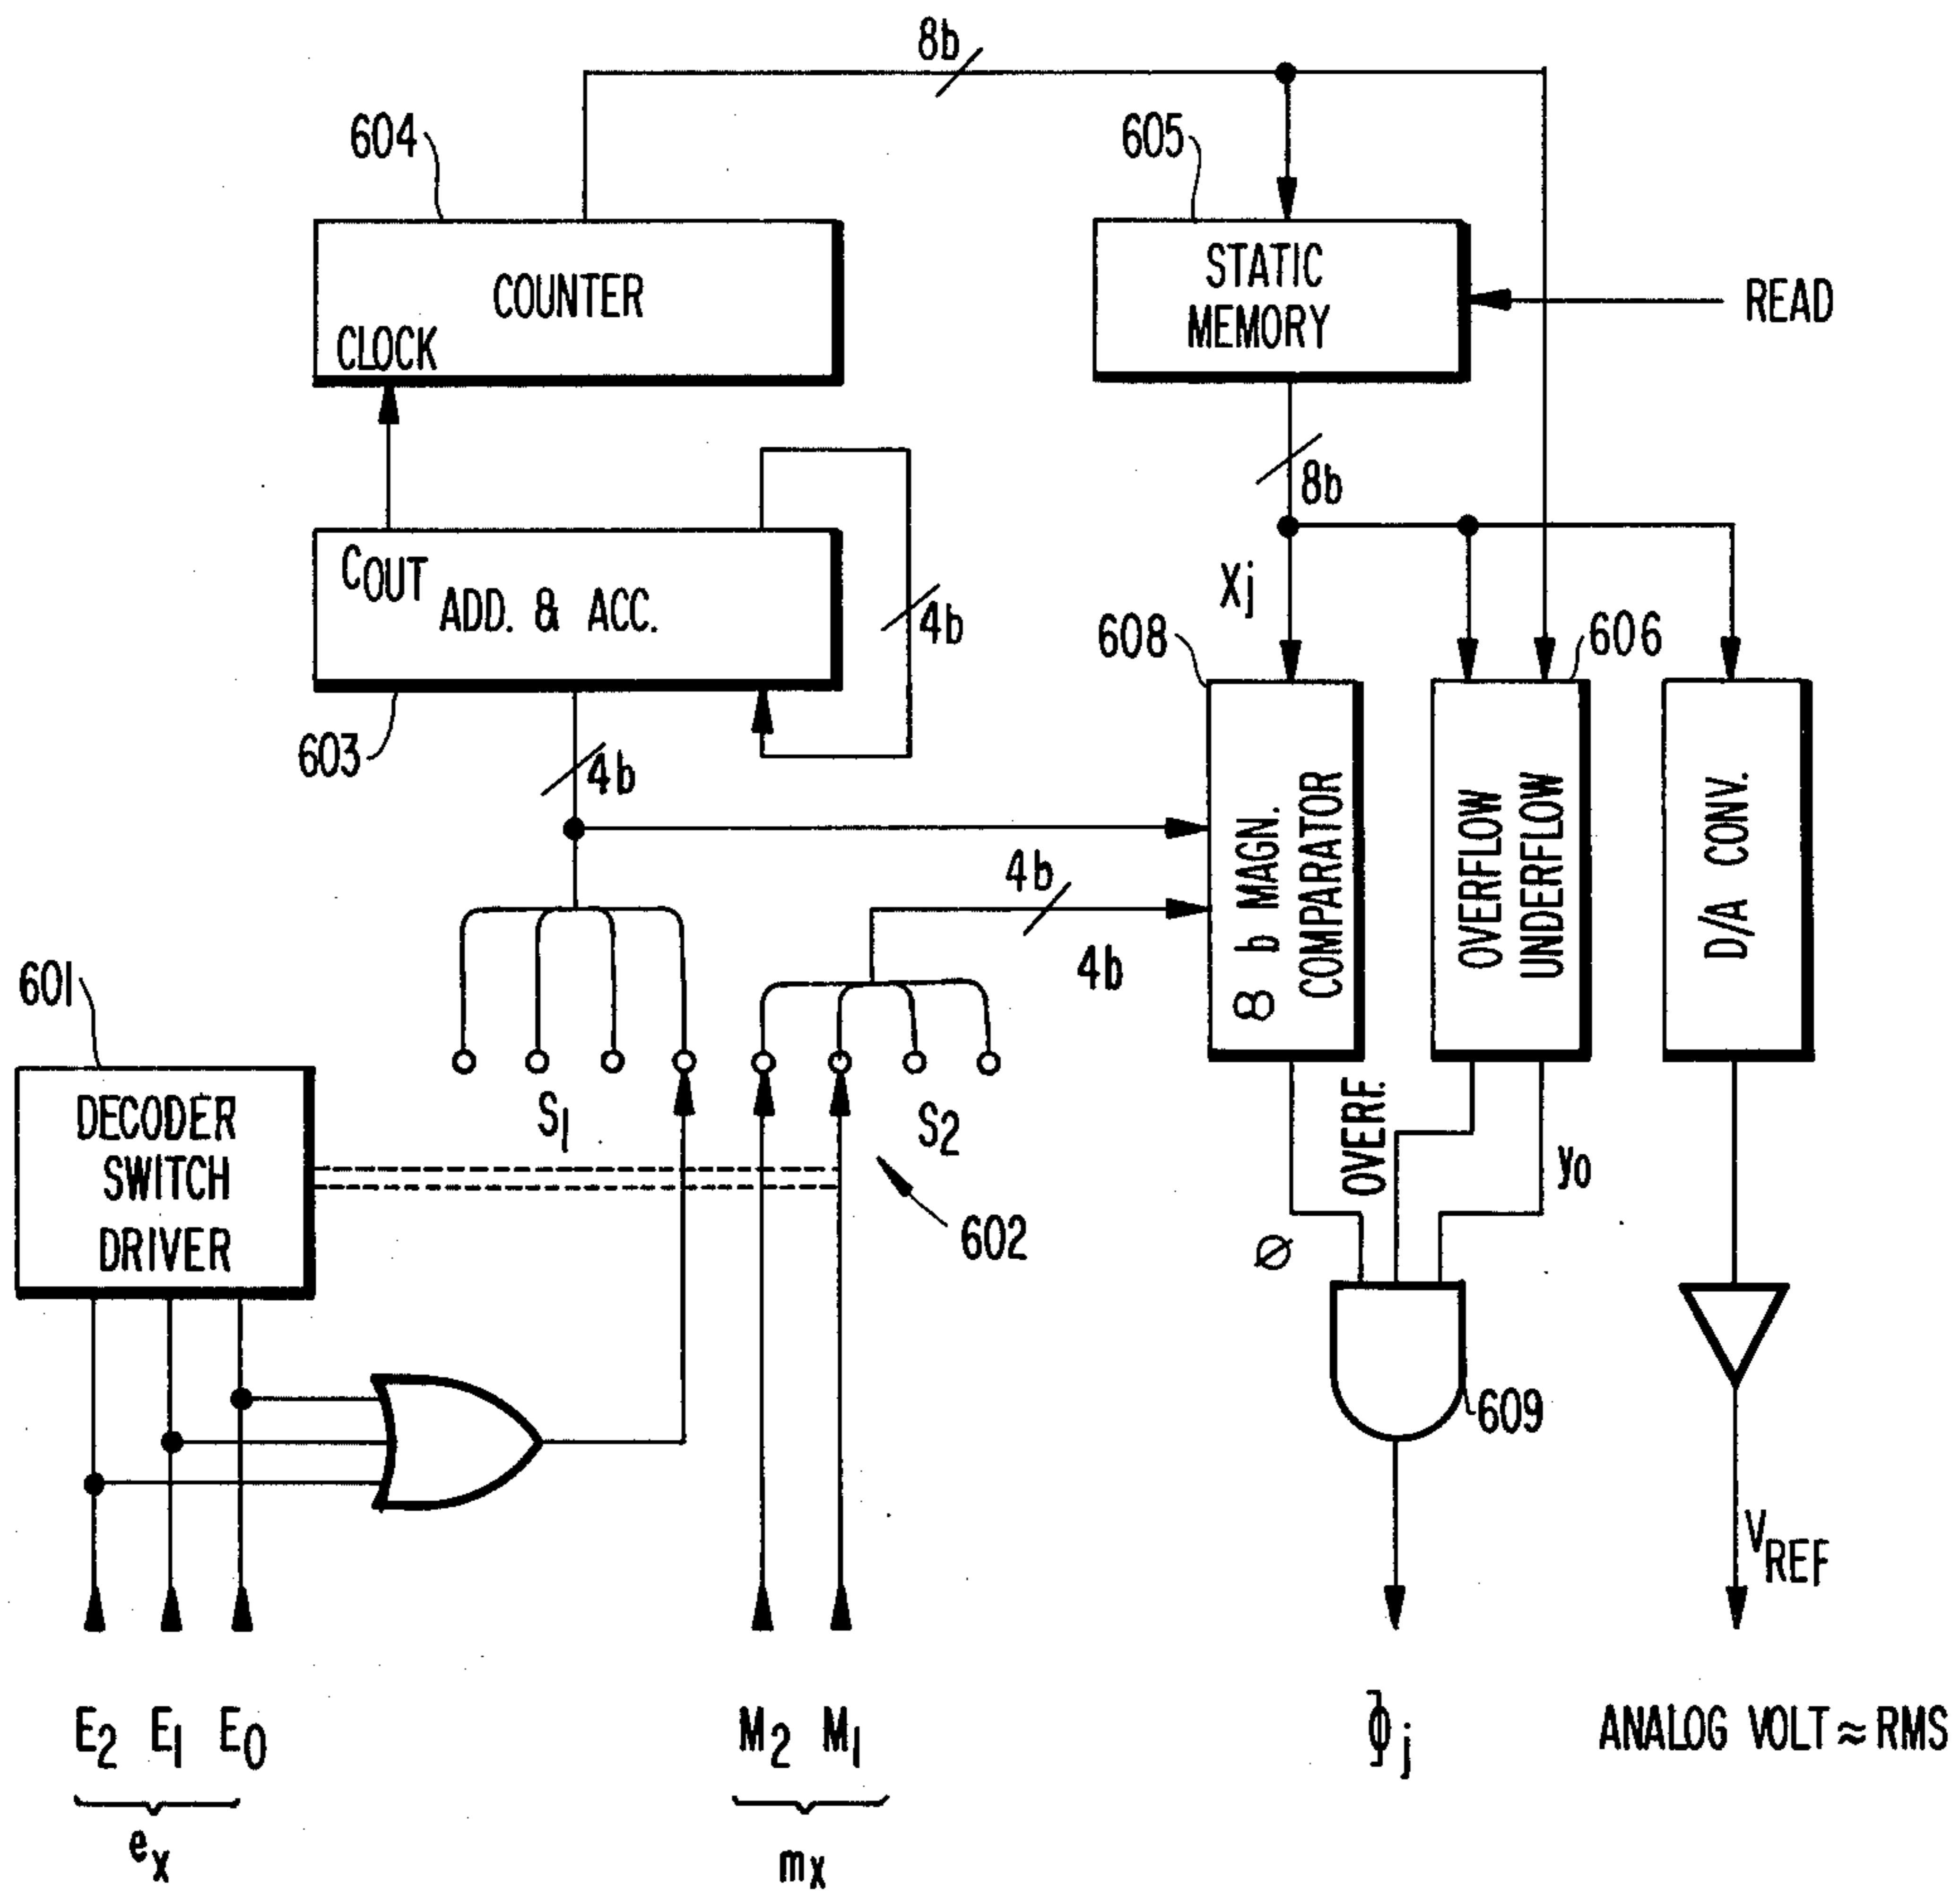 8b
604
605
COUNTER
CLOCK
STATIC
MEMORY
READ
8b
COUT
ADD. & ACC.
4b
Xj
608
606
603
4b
8 b MAGN.
COMPARATOR
OVERFLOW
UNDERFLOW
D/A CONV.
4b
4b
601
S1
S2
DECODER
SWITCH
DRIVER
602
OVERF.
y0
Ø
609
VREF
E2 E1 E0
M2 M1
ϕj
ANALOG VOLT ≈ RMS
ex
mx